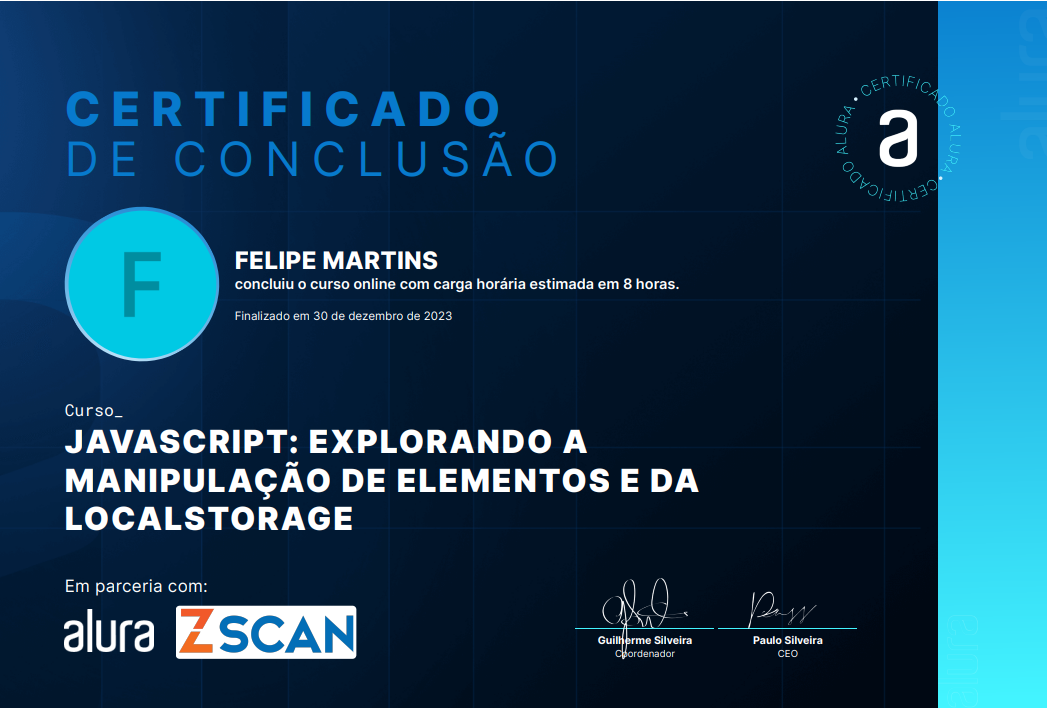 CERTIFICADO
DE CONCLUSÃO
• CERTIFICADO ALURA • CERTIFICADO ALURA
a
F
FELIPE MARTINS
concluiu o curso online com carga horária estimada em 8 horas.
Finalizado em 30 de dezembro de 2023
Curso_
JAVASCRIPT: EXPLORANDO A
MANIPULAÇÃO DE ELEMENTOS E DA
LOCALSTORAGE
Em parceria com:
alura ZSCAN
Guilherme Silveira
Coordenador
Paulo Silveira
CEO